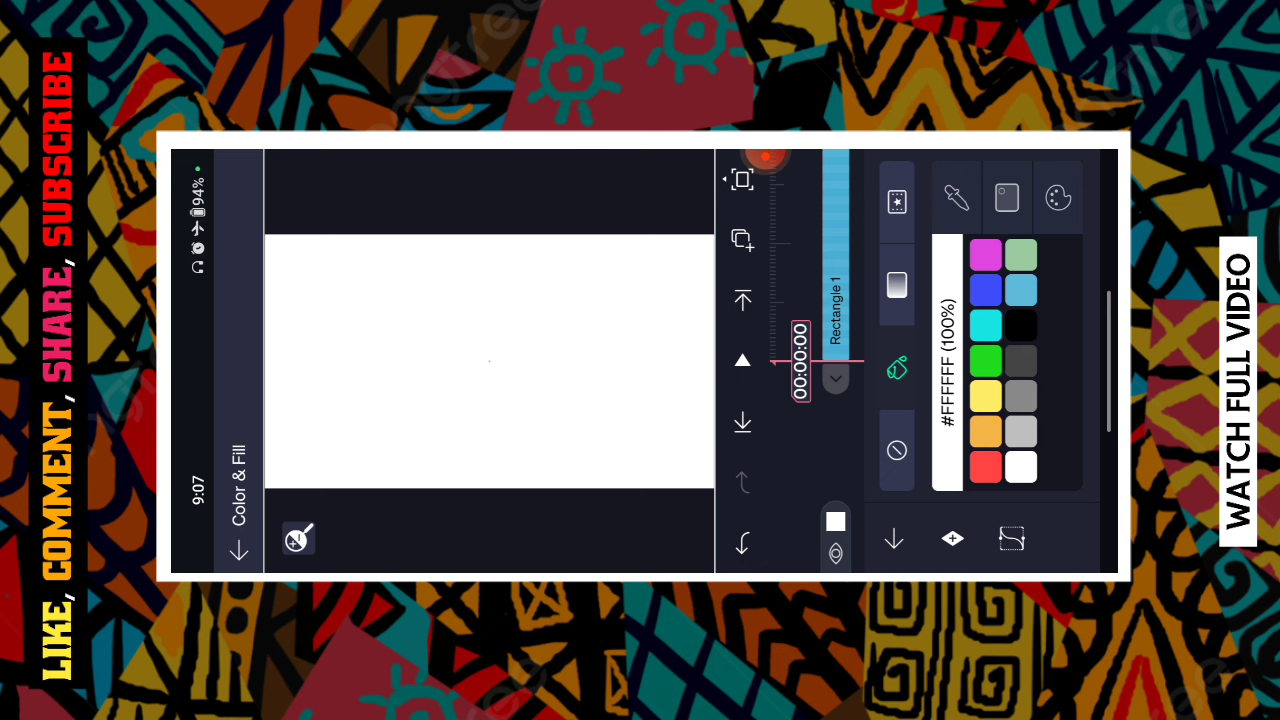 LIKE, COMMENT, SHARE, SUBSCRIBE
9:07
94%
Color & Fill
00:00:00
Rectangle 1
#FFFFFF (100%)
WATCH FULL VIDEO